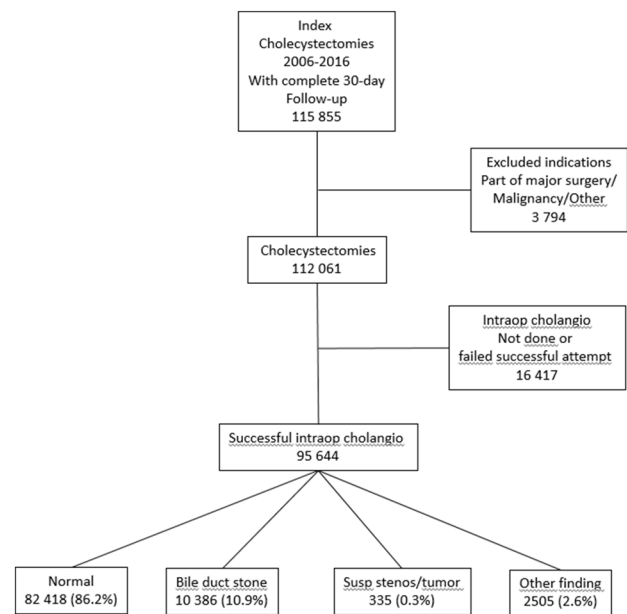 Index
Cholecystectomies
2006-2016
With complete 30-day
Follow-up
115 855
Excluded indications
Part of major surgery/
Malignancy/Other
3 794
Cholecystectomies
112 061
Intraop cholangio
Not done or
failed successful attempt
16 417
Successful intraop cholangio
95 644
Normal
82 418 (86.2%)
Bile duct stone
10 386 (10.9%)
Susp stenos/tumor
335 (0.3%)
Other finding
2505 (2.6%)